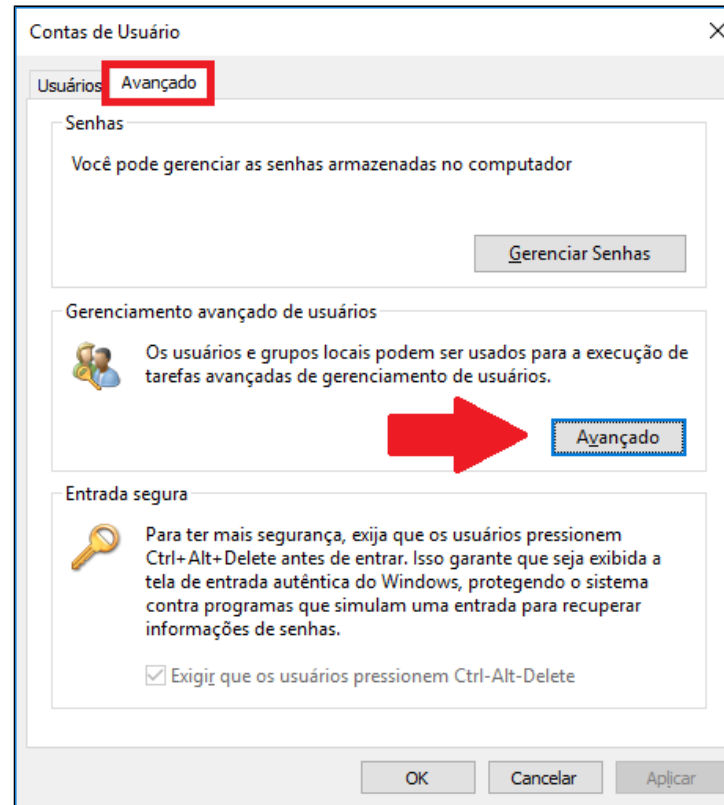 Contas de Usuário
Usuários Avançado
Senhas
Você pode gerenciar as senhas armazenadas no computador
Gerenciar Senhas
Gerenciamento avançado de usuários
Os usuários e grupos locais podem ser usados para a execução de
tarefas avançadas de gerenciamento de usuários.
Avançado
Entrada segura
Para ter mais segurança, exija que os usuários pressionem
Ctrl+Alt+Delete antes de entrar. Isso garante que seja exibida a
tela de entrada autêntica do Windows, protegendo o sistema
contra programas que simulam uma entrada para recuperar
informações de senhas.
Exigir que os usuários pressionem Ctrl-Alt-Delete
OK Cancelar Aplicar